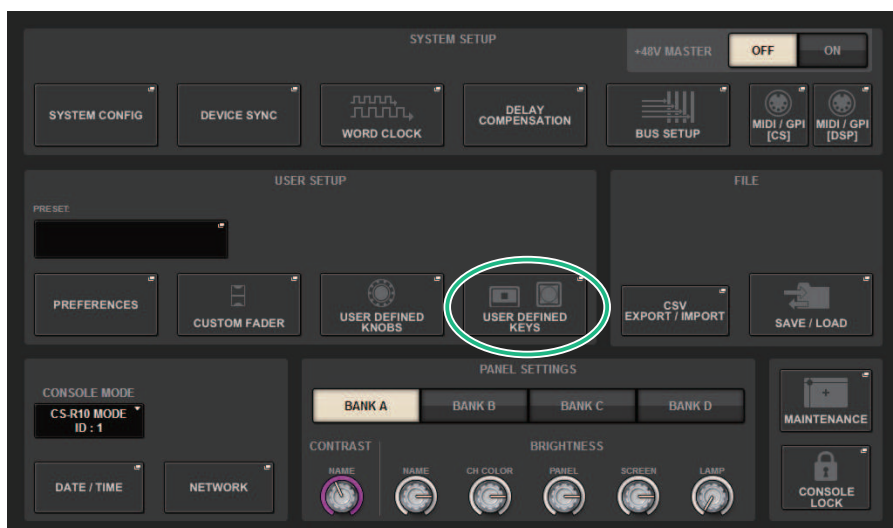 SYSTEM SETUP
+48V MASTER
OFF
ON
SYSTEM CONFIG
DEVICE SYNC
WORD CLOCK
DELAY
COMPENSATION
BUS SETUP
MIDI / GPI
[CS]
MIDI / GPI
[DSP]
USER SETUP
PRESET:
PREFERENCES
CUSTOM FADER
USER DEFINED
KNOBS
USER DEFINED
KEYS
FILE
CSV
EXPORT / IMPORT
SAVE / LOAD
CONSOLE MODE
CS-R10 MODE
ID : 1
DATE / TIME
NETWORK
PANEL SETTINGS
BANK A
BANK B
BANK C
BANK D
CONTRAST
BRIGHTNESS
NAME
NAME
CH COLOR
PANEL
SCREEN
LAMP
MAINTENANCE
CONSOLE
LOCK